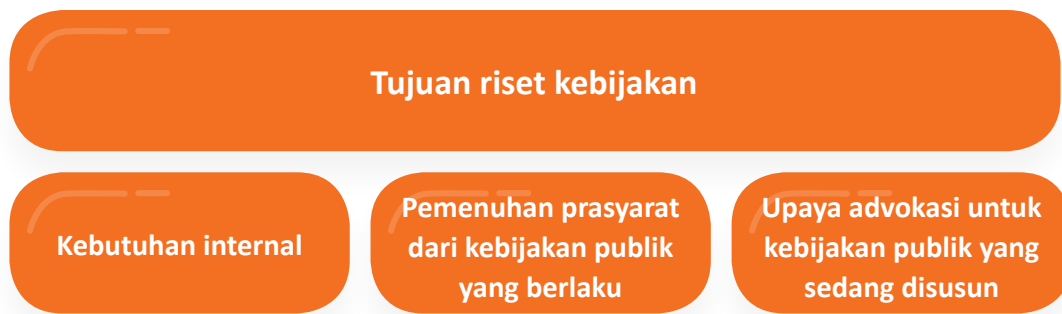 Tujuan riset kebijakan
Kebutuhan internal
Pemenuhan prasyarat
dari kebijakan publik
yang berlaku
Upaya advokasi untuk
kebijakan publik yang
sedang disusun